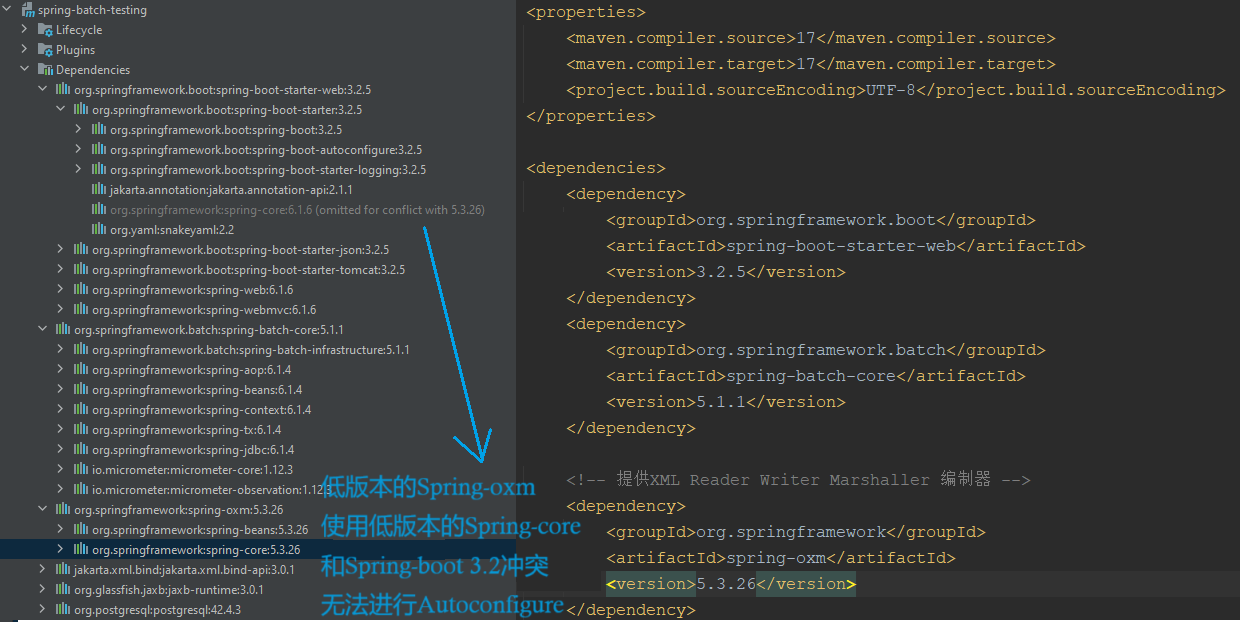 spring-batch-testing
Lifecycle
Plugins
Dependencies
org.springframework.boot:spring-boot-starter-web:3.2.5
org.springframework.boot:spring-boot-starter:3.2.5
org.springframework.boot:spring-boot:3.2.5
org.springframework.boot:spring-boot-autoconfigure:3.2.5
org.springframework.boot:spring-boot-starter-logging:3.2.5
jakarta.annotation:jakarta.annotation-api:2.1.1
org.springframework:spring-core:6.1.6 (omitted for conflict with 5.3.26)
org.yaml:snakeyaml:2.2
org.springframework.boot:spring-boot-starter-json:3.2.5
org.springframework.boot:spring-boot-starter-tomcat:3.2.5
org.springframework:spring-web:6.1.6
org.springframework:spring-webmvc:6.1.6
org.springframework.batch:spring-batch-core:5.1.1
org.springframework.batch:spring-batch-infrastructure:5.1.1
org.springframework:spring-aop:6.1.4
org.springframework:spring-beans:6.1.4
org.springframework:spring-context:6.1.4
org.springframework:spring-tx:6.1.4
org.springframework:spring-jdbc:6.1.4
io.micrometer:micrometer-core:1.12.3
io.micrometer:micrometer-observation:1.12.3
org.springframework:spring-oxm:5.3.26
org.springframework:spring-beans:5.3.26
org.springframework:spring-core:5.3.26
jakarta.xml.bind:jakarta.xml.bind-api:3.0.1
org.glassfish.jaxb:jaxb-runtime:3.0.1
org.postgresql:postgresql:42.4.3
低版本的Spring-oxm
使用低版本的Spring-core
和Spring-boot 3.2冲突
无法进行Autoconfigure
<properties>
<maven.compiler.source>17</maven.compiler.source>
<maven.compiler.target>17</maven.compiler.target>
<project.build.sourceEncoding>UTF-8</project.build.sourceEncoding>
</properties>
<dependencies>
<dependency>
<groupId>org.springframework.boot</groupId>
<artifactId>spring-boot-starter-web</artifactId>
<version>3.2.5</version>
</dependency>
<dependency>
<groupId>org.springframework.batch</groupId>
<artifactId>spring-batch-core</artifactId>
<version>5.1.1</version>
</dependency>
<!-- 提供XML Reader Writer Marshaller 编制器 -->
<dependency>
<groupId>org.springframework</groupId>
<artifactId>spring-oxm</artifactId>
<version>5.3.26</version>
</dependency>